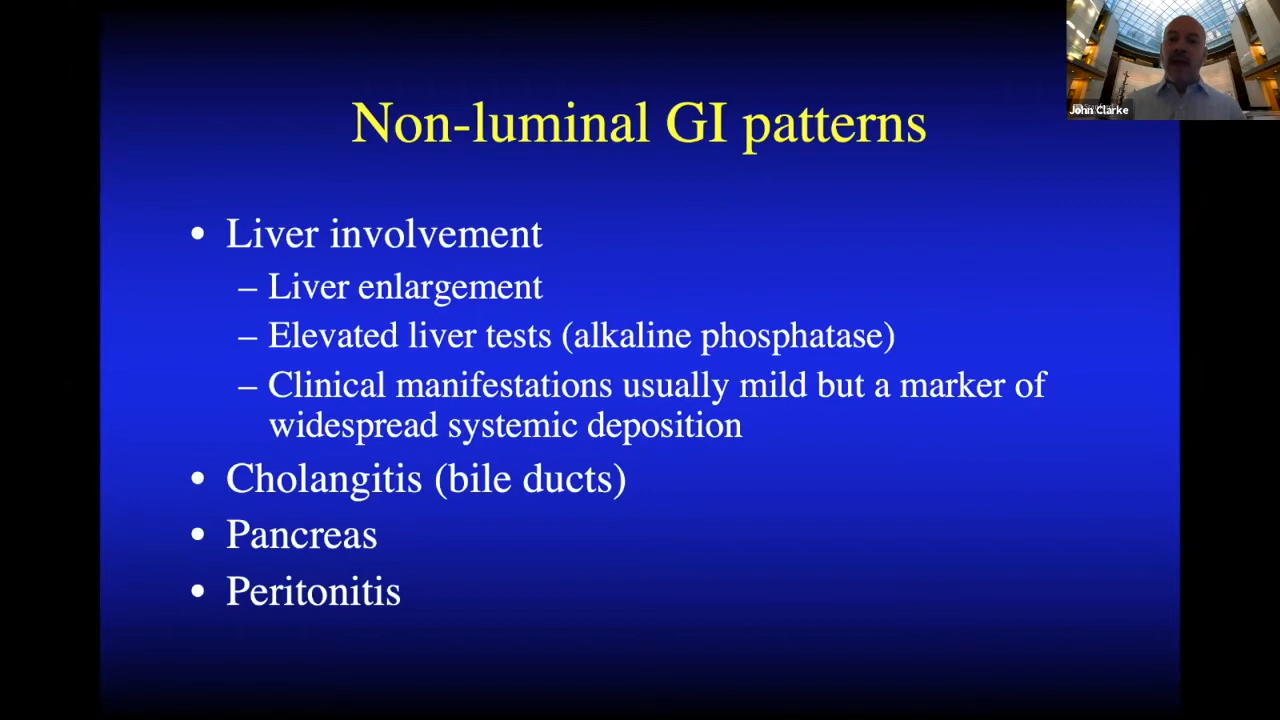 John Clarke
Non-luminal GI patterns
• Liver involvement
– Liver enlargement
– Elevated liver tests (alkaline phosphatase)
– Clinical manifestations usually mild but a marker of
widespread systemic deposition
• Cholangitis (bile ducts)
• Pancreas
• Peritonitis